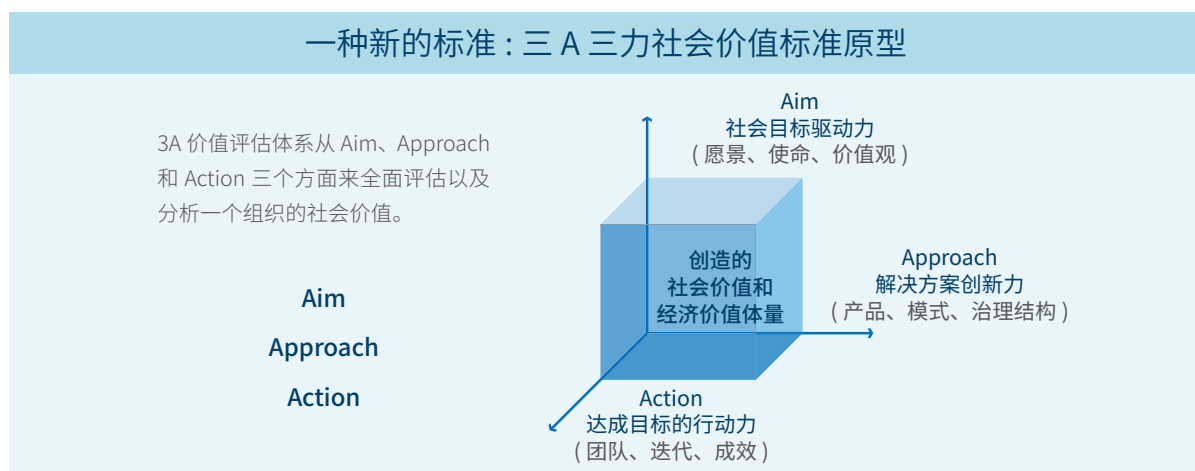 一种新的标准 : 三 A 三力社会价值标准原型
3A 价值评估体系从 Aim、Approach
和 Action 三个方面来全面评估以及
分析一个组织的社会价值。
Aim
Approach
Action
Aim
社会目标驱动力
( 愿景、使命、价值观 )
创造的
社会价值和
经济价值体量
Approach
解决方案创新力
( 产品、模式、治理结构 )
Action
达成目标的行动力
( 团队、迭代、成效 )